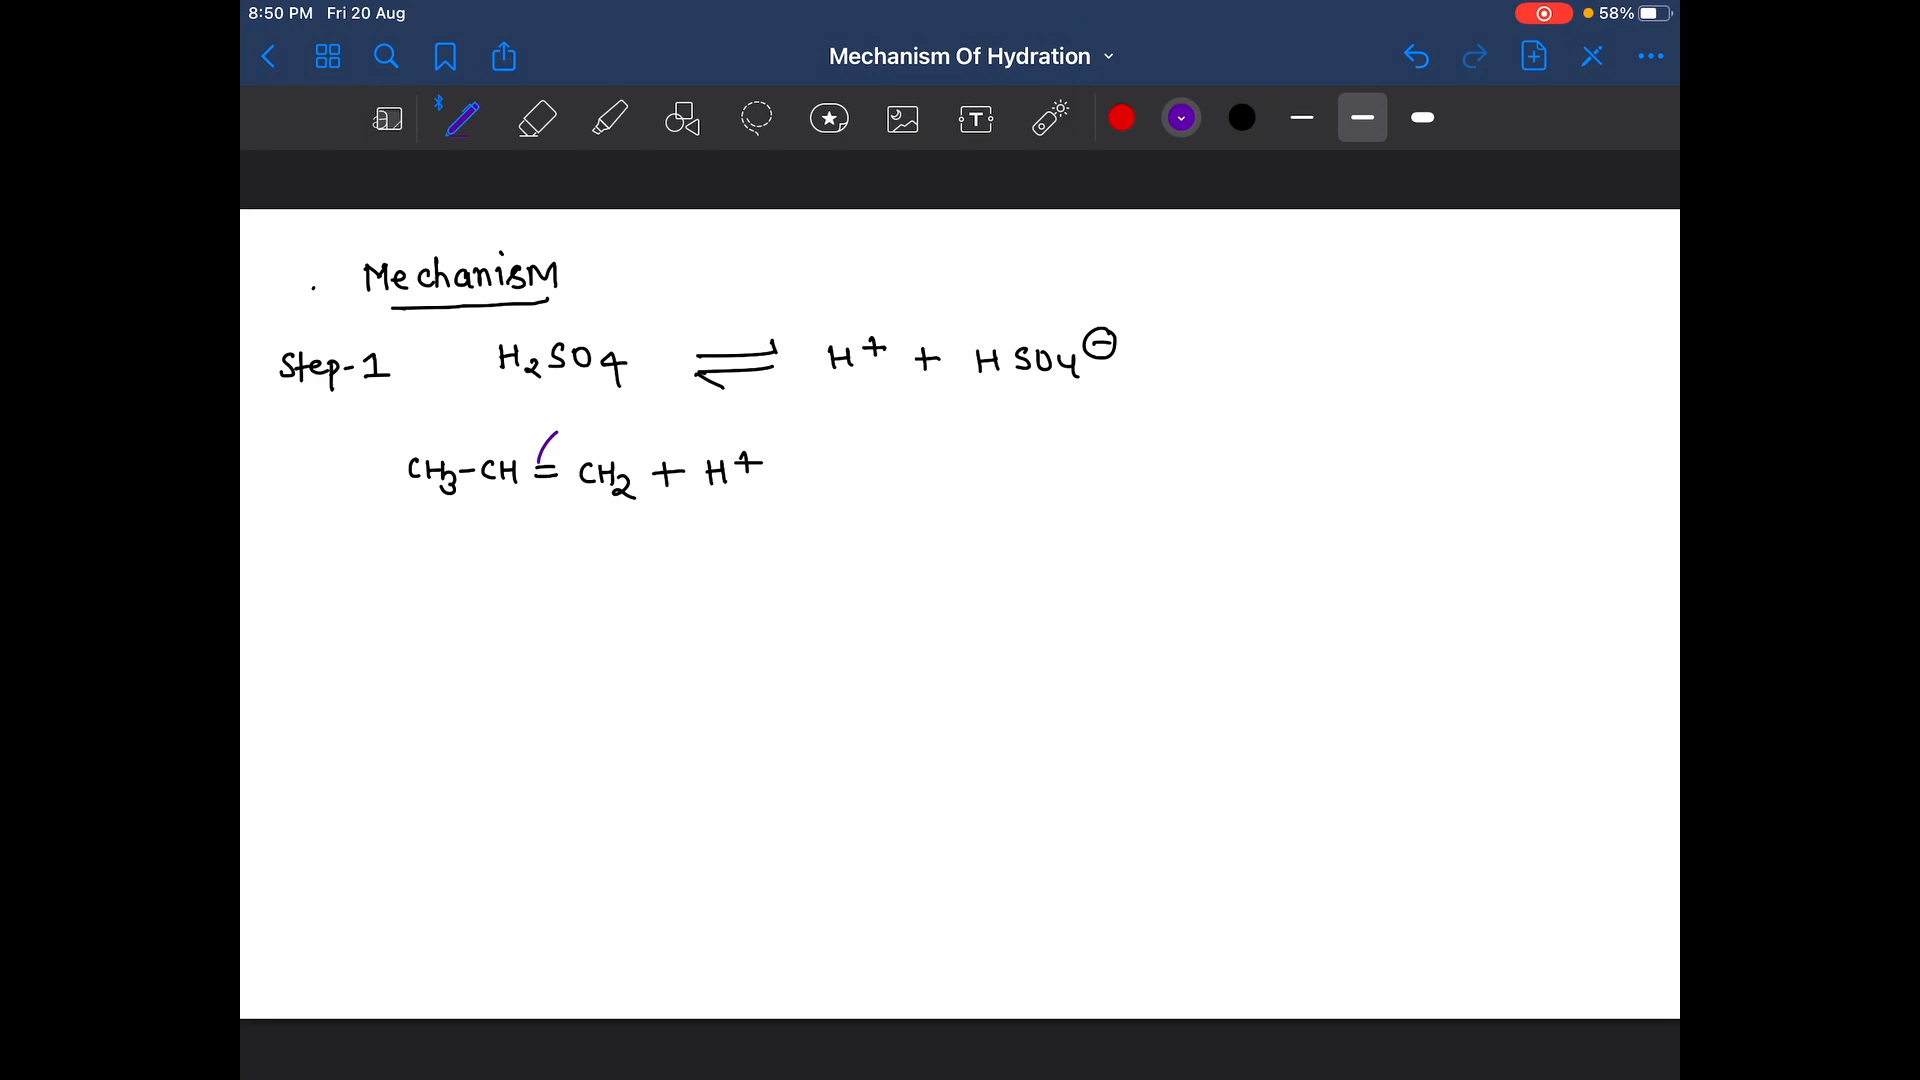 8:50 PM Fri 20 Aug
58%
Mechanism Of Hydration
T
. Mechanism
Step-1 H₂SO₄ ⇌ H⁺ + HSO₄⊖
CH₃-CH = CH₂ + H⁺